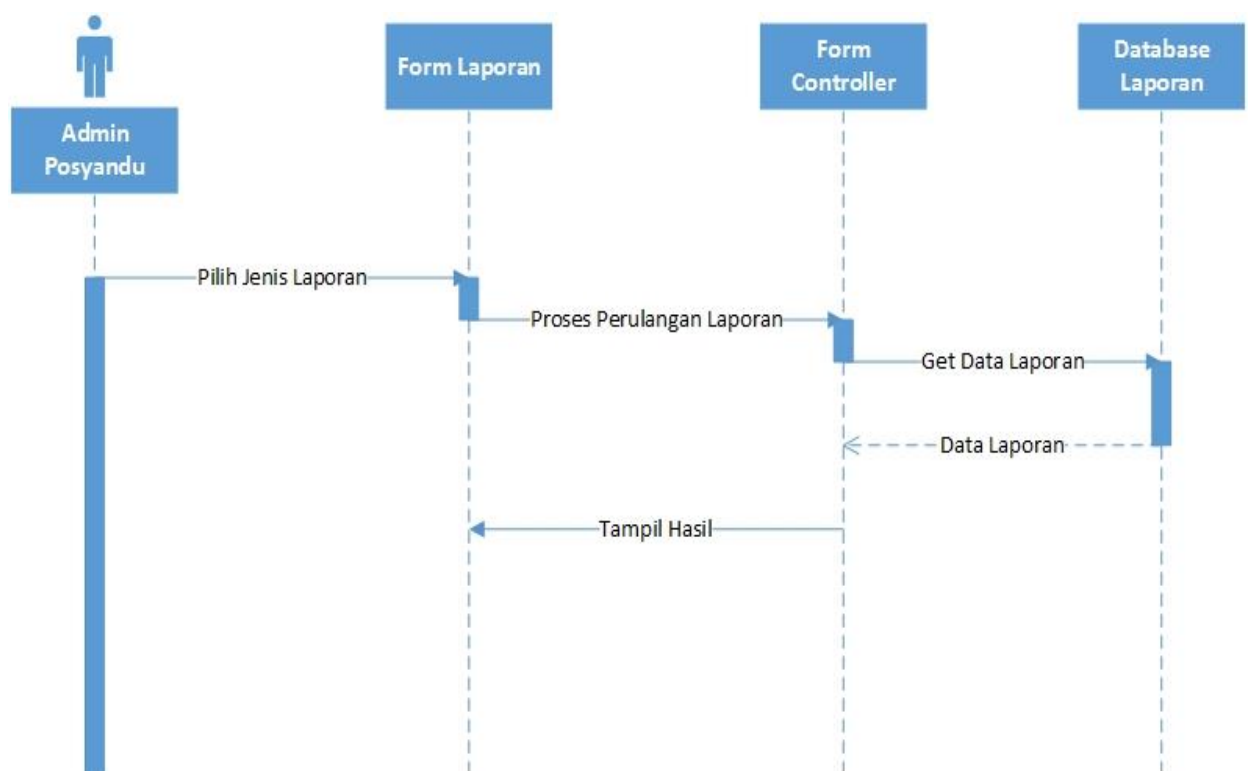 Form Laporan
Form
Controller
Database
Laporan
Admin
Posyandu
Pilih Jenis Laporan
Proses Perulangan Laporan
Get Data Laporan
Data Laporan
Tampil Hasil